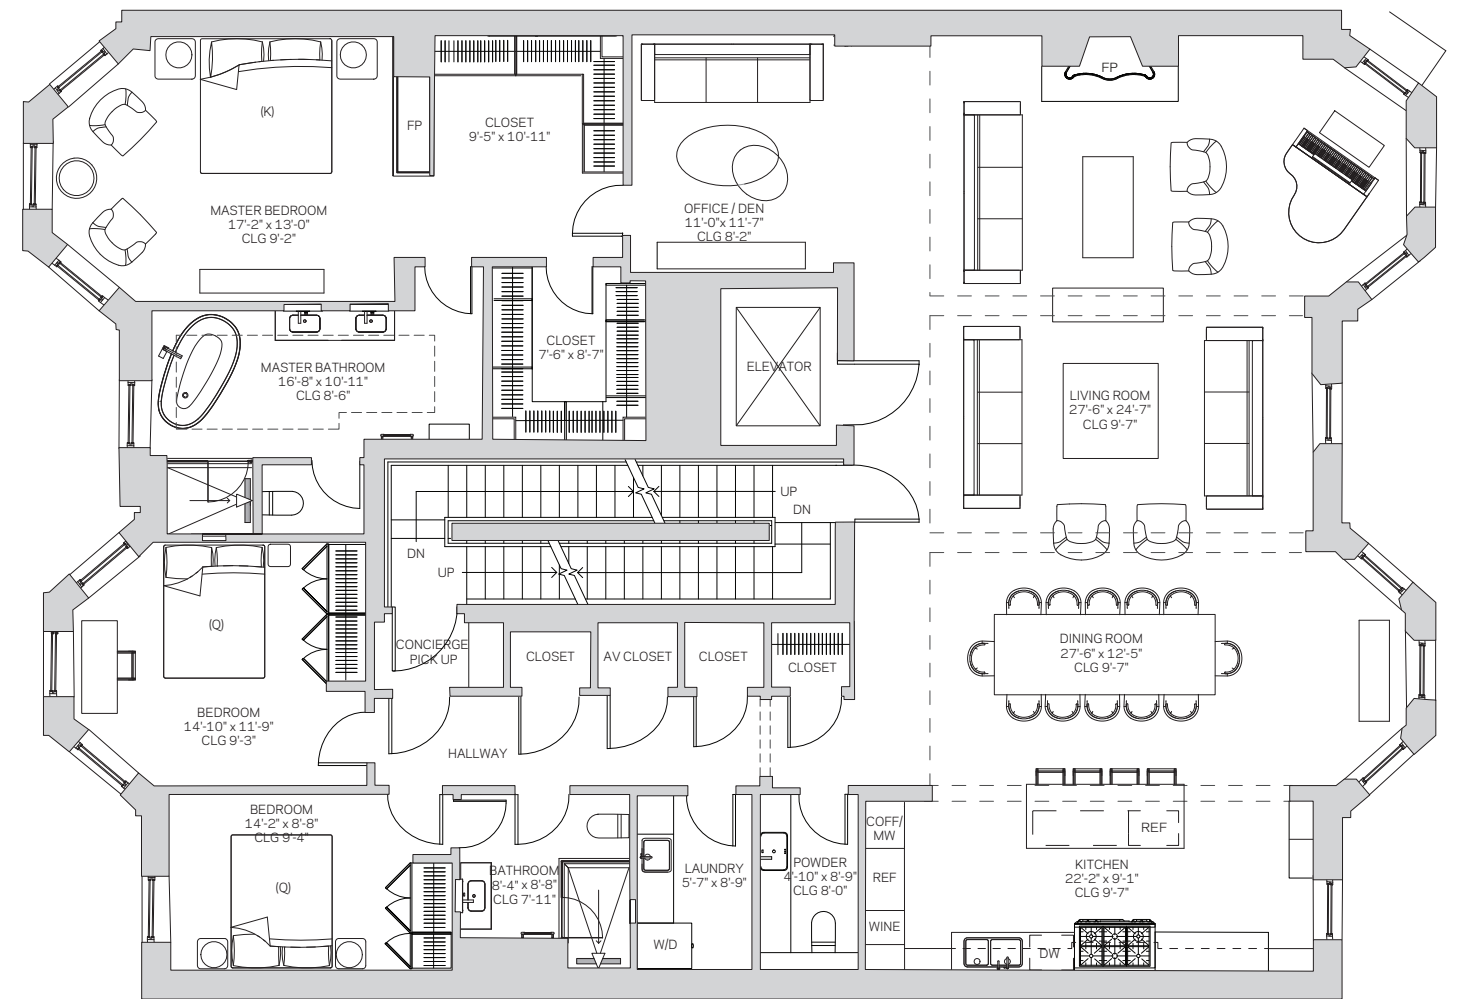 (K)
FP
CLOSET
9'-5" x 10'-11"
MASTER BEDROOM
17'-2" x 13'-0"
CLG 9'-2"
OFFICE / DEN
11'-0"x 11'-7"
CLG 8'-2"
FP
MASTER BATHROOM
16'-8" x 10'-11"
CLG 8'-6"
CLOSET
7'-6" x 8'-7"
ELEVATOR
LIVING ROOM
27'-6" x 24'-7"
CLG 9'-7"
UP
DN
DN
UP
(Q)
BEDROOM
14'-10" x 11'-9"
CLG 9'-3"
CONCIERGE
PICK UP
CLOSET
AV CLOSET
CLOSET
CLOSET
DINING ROOM
27'-6" x 12'-5"
CLG 9'-7"
HALLWAY
BEDROOM
14'-2" x 8'-8"
CLG 9'-4"
(Q)
BATHROOM
8'-4" x 8'-8"
CLG 7'-11"
LAUNDRY
5'-7" x 8'-9"
W/D
POWDER
4'-10" x 8'-9"
CLG 8'-0"
COFF/
MW
REF
WINE
REF
KITCHEN
22'-2" x 9'-1"
CLG 9'-7"
DW